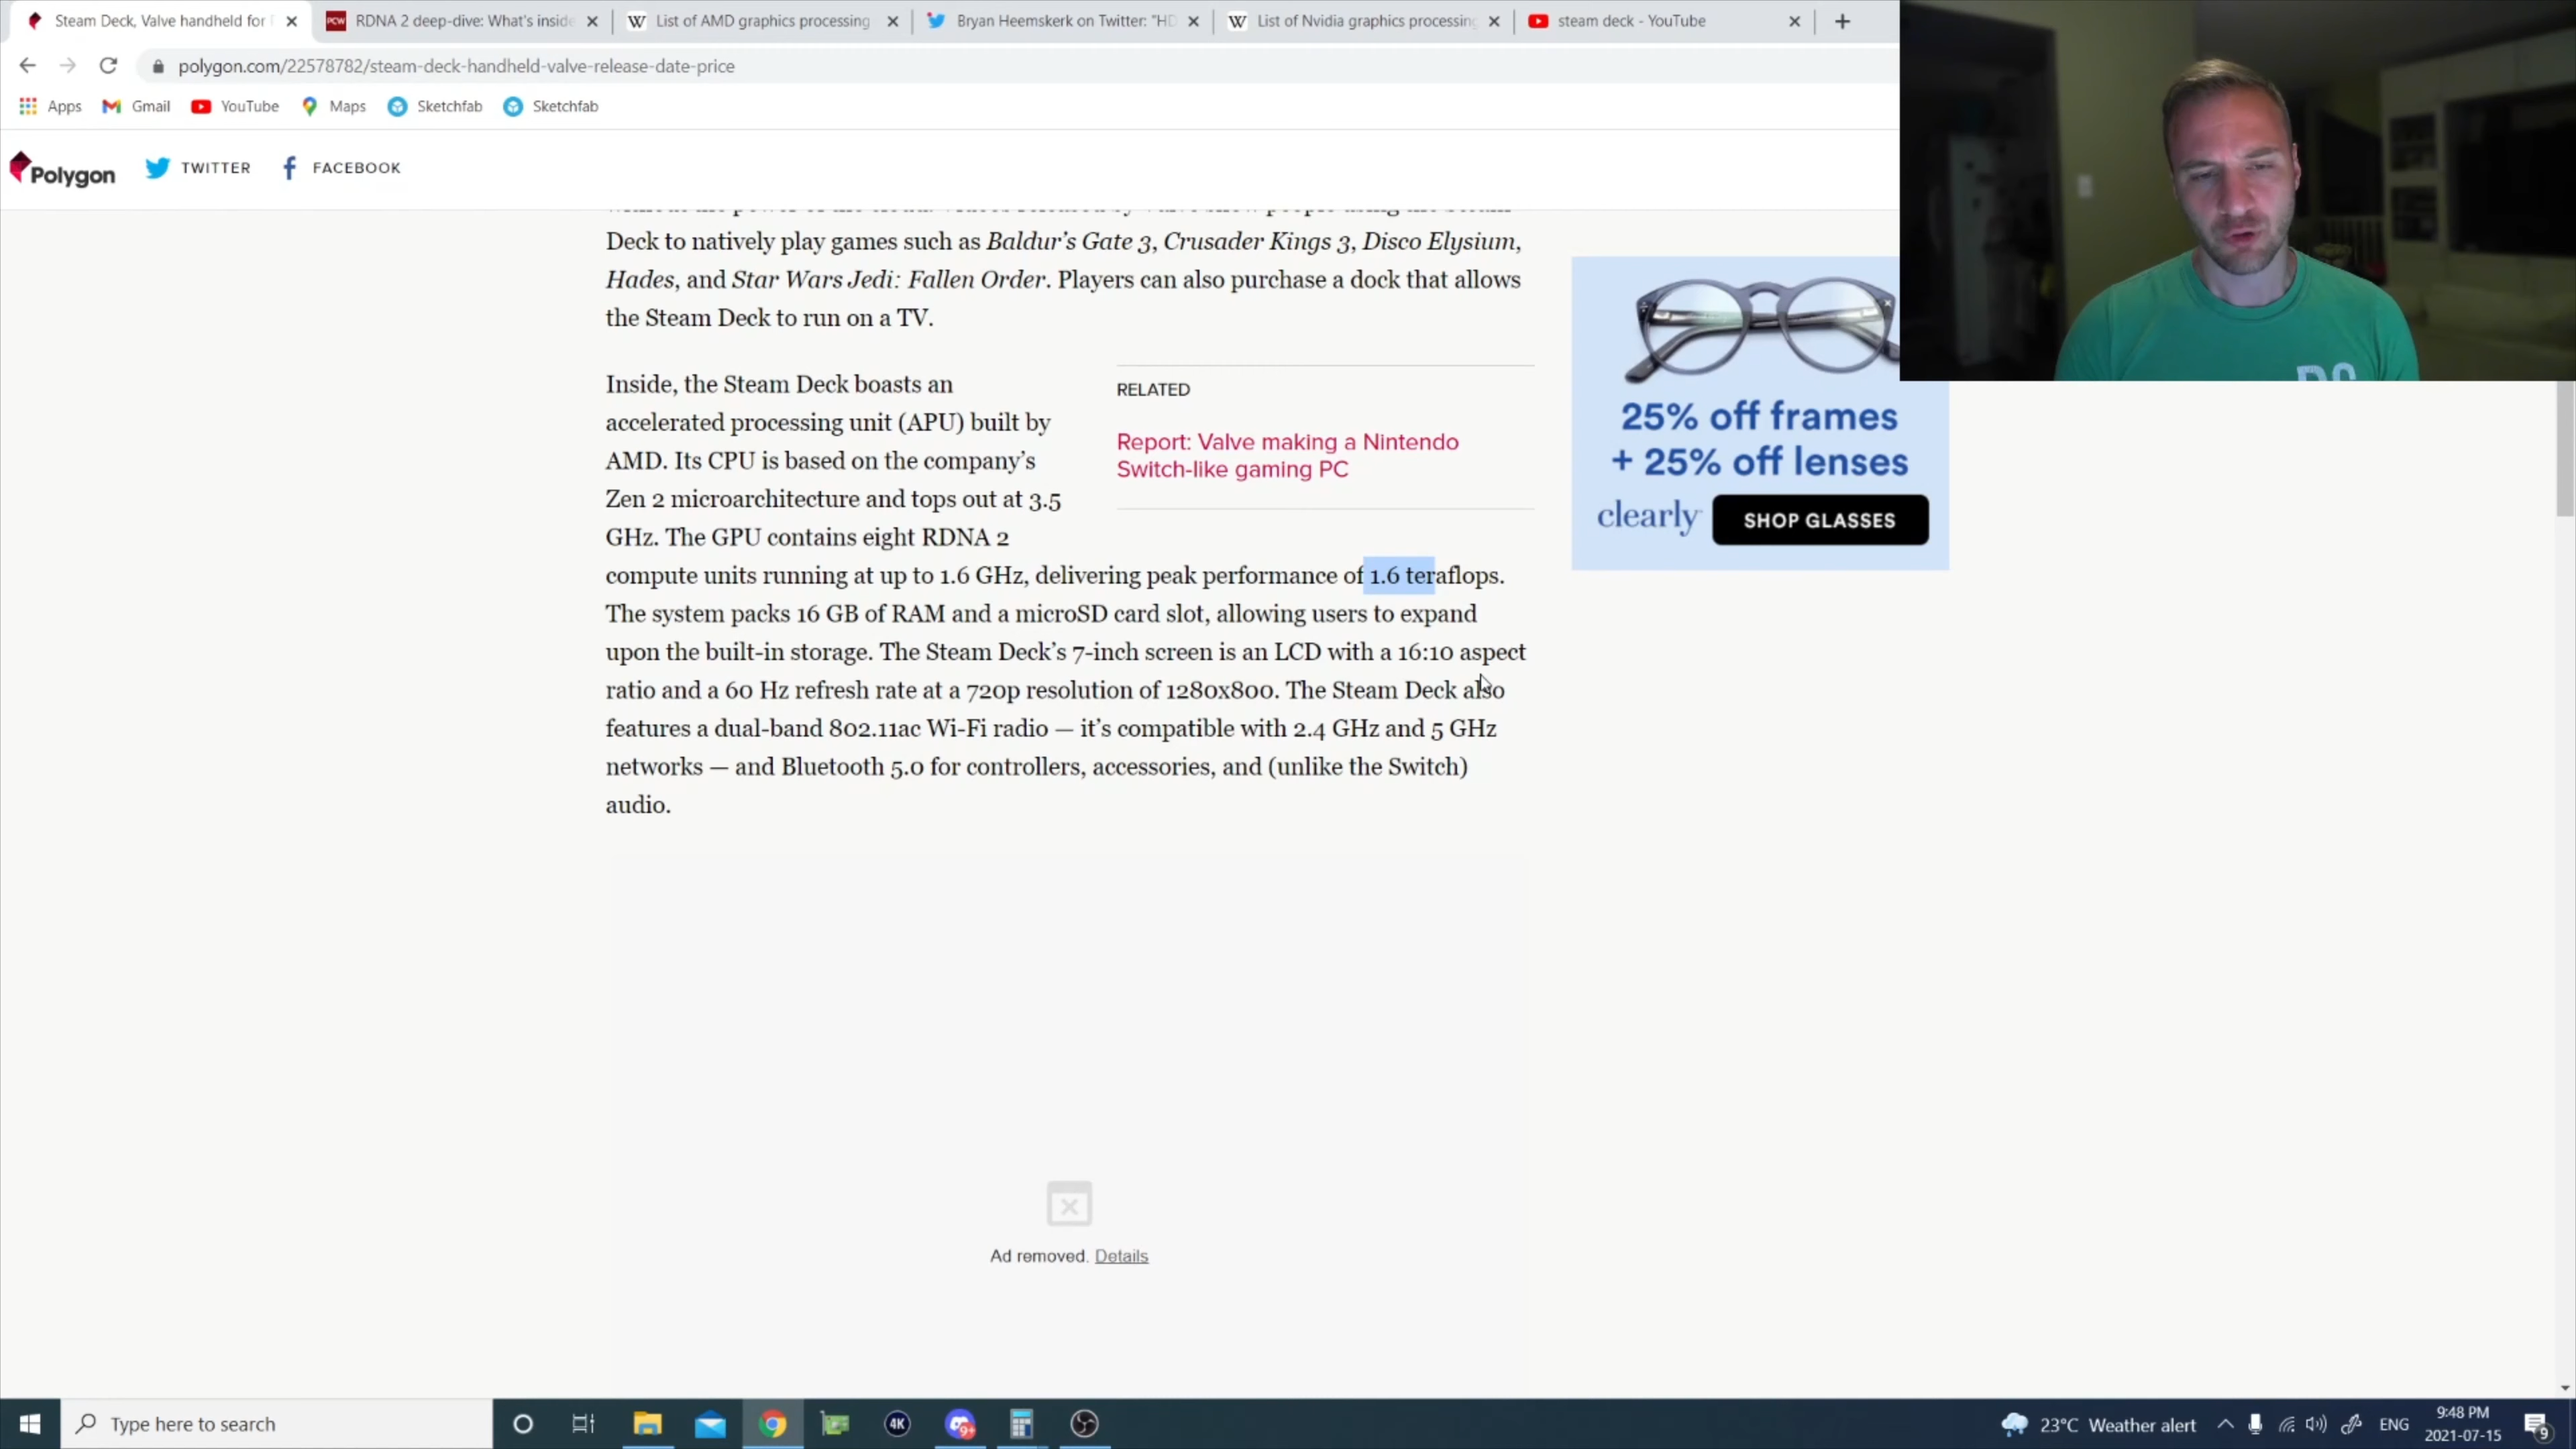 Steam Deck, Valve handheld for
RDNA 2 deep-dive: What's inside
List of AMD graphics processing
Bryan Heemskerk on Twitter: "HD
List of Nvidia graphics processing
steam deck - YouTube
polygon.com/22578782/steam-deck-handheld-valve-release-date-price
Apps
Gmail
YouTube
Maps
Sketchfab
Sketchfab
Polygon
TWITTER
FACEBOOK
Deck to natively play games such as Baldur's Gate 3, Crusader Kings 3, Disco Elysium,
Hades, and Star Wars Jedi: Fallen Order. Players can also purchase a dock that allows
the Steam Deck to run on a TV.
Inside, the Steam Deck boasts an
accelerated processing unit (APU) built by
AMD. Its CPU is based on the company's
Zen 2 microarchitecture and tops out at 3.5
GHz. The GPU contains eight RDNA 2
compute units running at up to 1.6 GHz, delivering peak performance of 1.6 teraflops.
The system packs 16 GB of RAM and a microSD card slot, allowing users to expand
upon the built-in storage. The Steam Deck's 7-inch screen is an LCD with a 16:10 aspect
ratio and a 60 Hz refresh rate at a 720p resolution of 1280x800. The Steam Deck also
features a dual-band 802.11ac Wi-Fi radio — it's compatible with 2.4 GHz and 5 GHz
networks — and Bluetooth 5.0 for controllers, accessories, and (unlike the Switch)
audio.
RELATED
Report: Valve making a Nintendo
Switch-like gaming PC
25% off frames
+ 25% off lenses
clearly
SHOP GLASSES
Ad removed. Details
Type here to search
4K
9+
23°C Weather alert
ENG
9:48 PM
2021-07-15
9